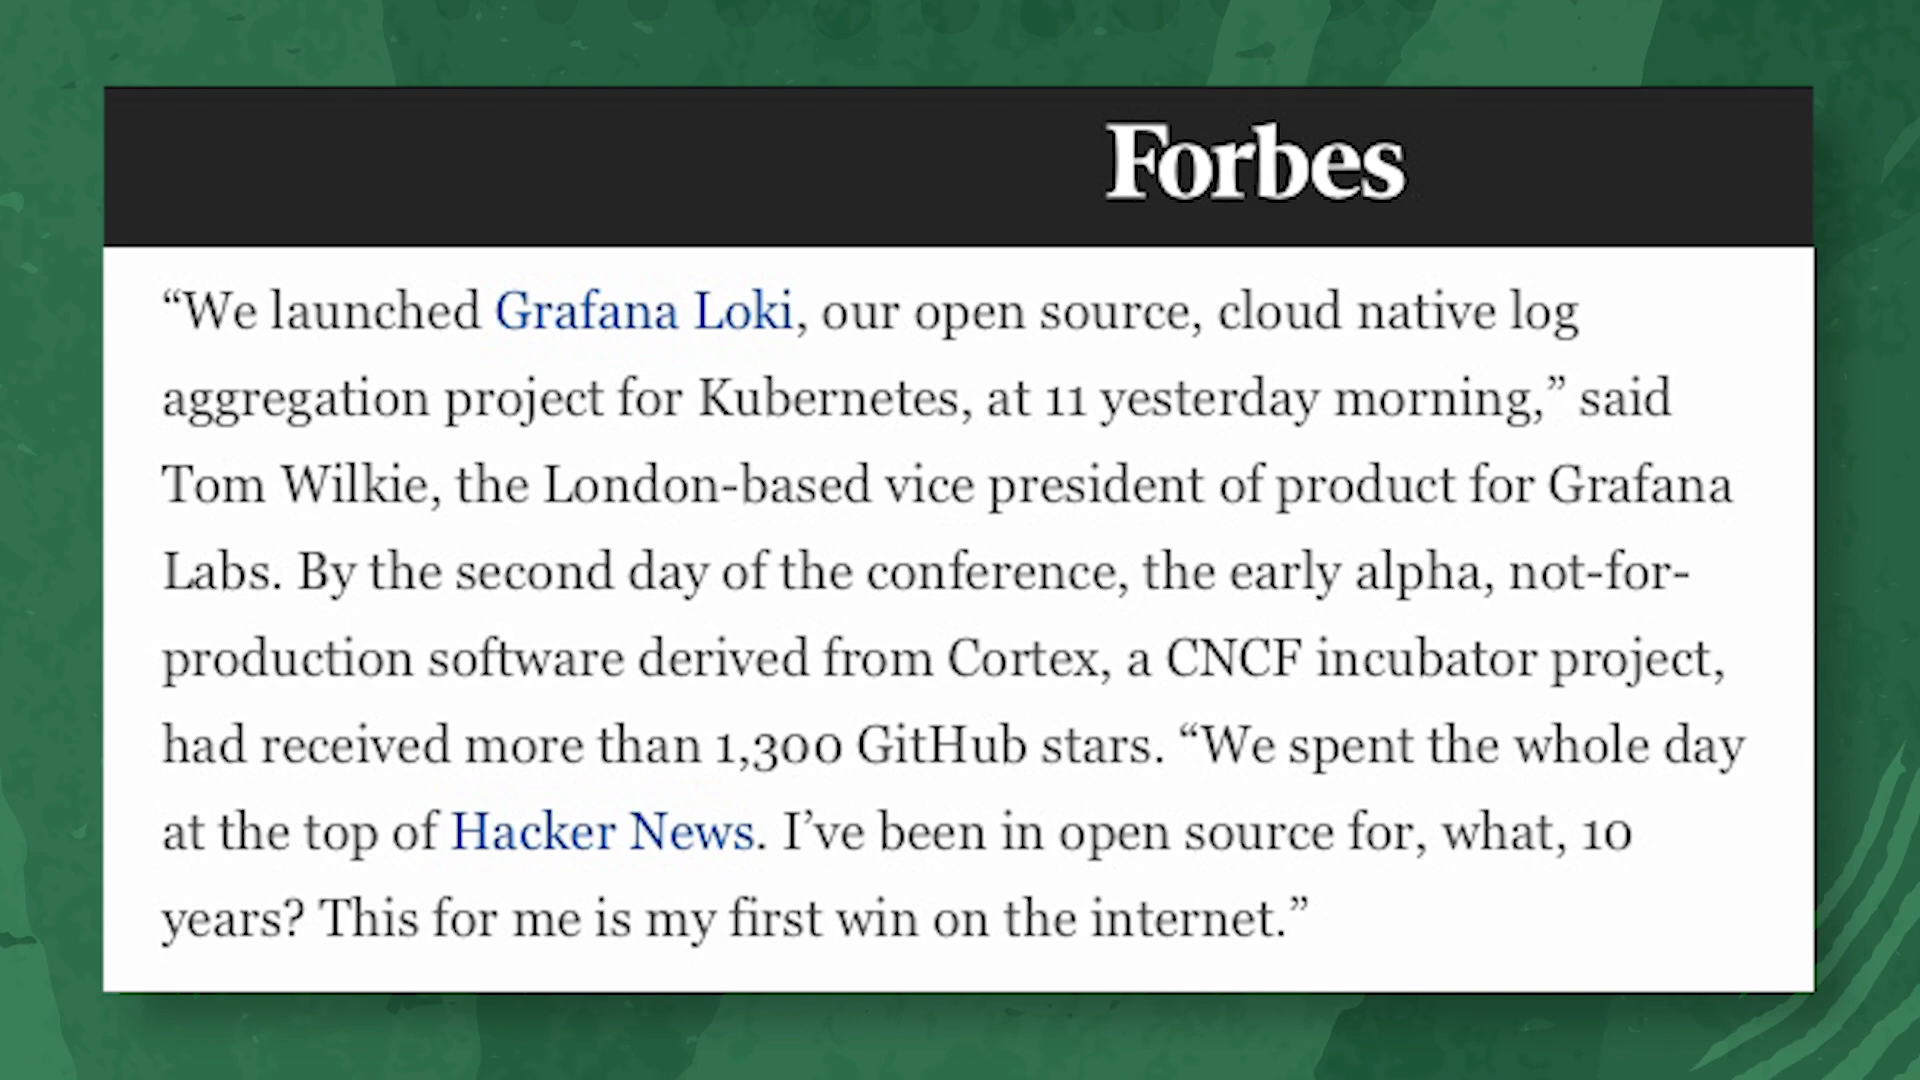 Forbes
“We launched Grafana Loki, our open source, cloud native log
aggregation project for Kubernetes, at 11 yesterday morning,” said
Tom Wilkie, the London-based vice president of product for Grafana
Labs. By the second day of the conference, the early alpha, not-for-
production software derived from Cortex, a CNCF incubator project,
had received more than 1,300 GitHub stars. “We spent the whole day
at the top of Hacker News. I’ve been in open source for, what, 10
years? This for me is my first win on the internet.”